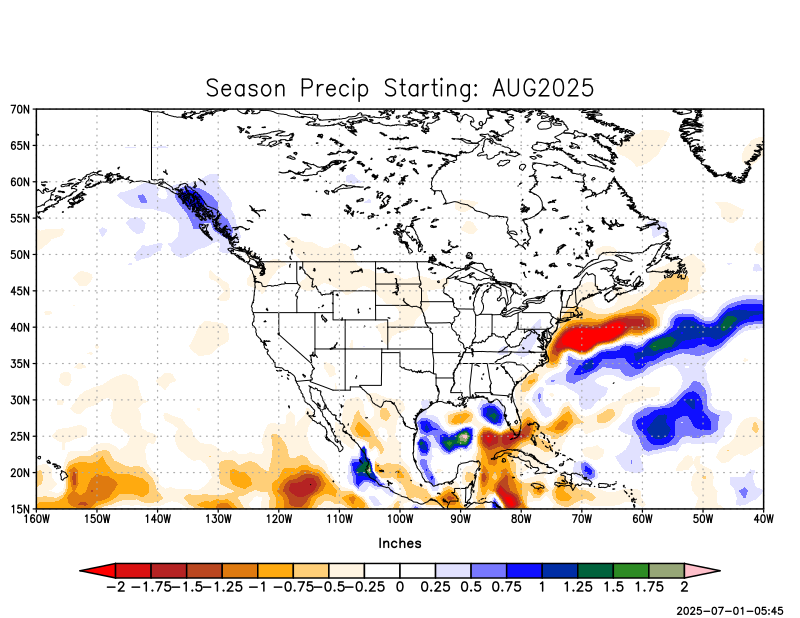 Season Precip Starting: AUG2025
70N
65N
60N
55N
50N
45N
40N
35N
30N
25N
20N
15N
160W 150W 140W 130W 120W 110W 100W 90W 80W 70W 60W 50W 40W
Inches
−2 −1.75 −1.5 −1.25 −1 −0.75 −0.5 −0.25 0 0.25 0.5 0.75 1 1.25 1.5 1.75 2
2025-07-01-05:45